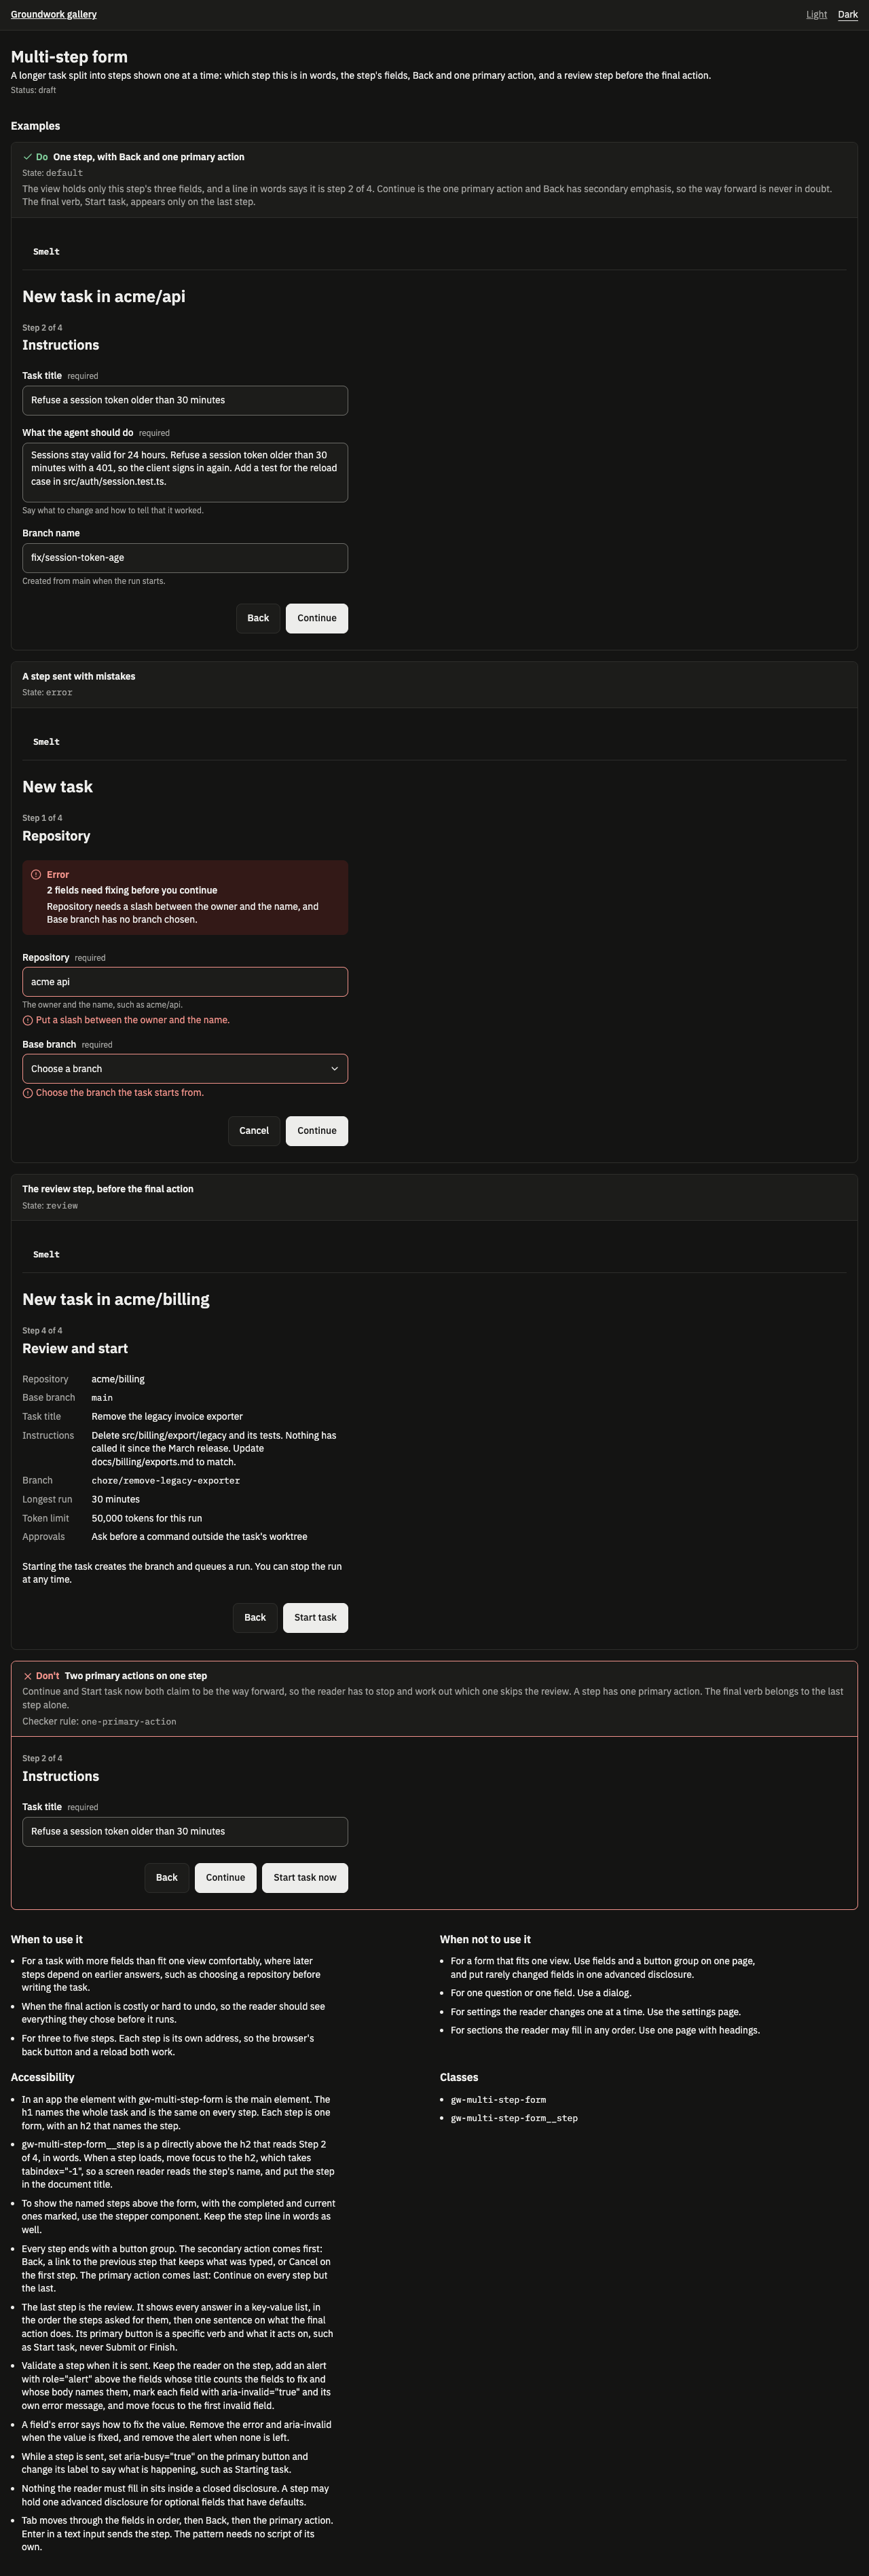 Groundwork gallery
Light Dark
Multi-step form
A longer task split into steps shown one at a time: which step this is in words, the step's fields, Back and one primary action, and a review step before the final action.
Status: draft
Examples
Do One step, with Back and one primary action
State: default
The view holds only this step's three fields, and a line in words says it is step 2 of 4. Continue is the one primary action and Back has secondary emphasis, so the way forward is never in doubt.
The final verb, Start task, appears only on the last step.
Smelt
New task in acme/api
Step 2 of 4
Instructions
Task title required
Refuse a session token older than 30 minutes
What the agent should do required
Sessions stay valid for 24 hours. Refuse a session token older than 30
minutes with a 401, so the client signs in again. Add a test for the reload
case in src/auth/session.test.ts.
Say what to change and how to tell that it worked.
Branch name
fix/session-token-age
Created from main when the run starts.
Back Continue
A step sent with mistakes
State: error
Smelt
New task
Step 1 of 4
Repository
Error
2 fields need fixing before you continue
Repository needs a slash between the owner and the name, and
Base branch has no branch chosen.
Repository required
acme api
The owner and the name, such as acme/api.
Put a slash between the owner and the name.
Base branch required
Choose a branch
Choose the branch the task starts from.
Cancel Continue
The review step, before the final action
State: review
Smelt
New task in acme/billing
Step 4 of 4
Review and start
Repository acme/billing
Base branch main
Task title Remove the legacy invoice exporter
Instructions Delete src/billing/export/legacy and its tests. Nothing has
called it since the March release. Update
docs/billing/exports.md to match.
Branch chore/remove-legacy-exporter
Longest run 30 minutes
Token limit 50,000 tokens for this run
Approvals Ask before a command outside the task's worktree
Starting the task creates the branch and queues a run. You can stop the run
at any time.
Back Start task
Don't Two primary actions on one step
Continue and Start task now both claim to be the way forward, so the reader has to stop and work out which one skips the review. A step has one primary action. The final verb belongs to the last
step alone.
Checker rule: one-primary-action
Step 2 of 4
Instructions
Task title required
Refuse a session token older than 30 minutes
Back Continue Start task now
When to use it
For a task with more fields than fit one view comfortably, where later
steps depend on earlier answers, such as choosing a repository before
writing the task.
When the final action is costly or hard to undo, so the reader should see
everything they chose before it runs.
For three to five steps. Each step is its own address, so the browser's
back button and a reload both work.
When not to use it
For a form that fits one view. Use fields and a button group on one page,
and put rarely changed fields in one advanced disclosure.
For one question or one field. Use a dialog.
For settings the reader changes one at a time. Use the settings page.
For sections the reader may fill in any order. Use one page with headings.
Accessibility
In an app the element with gw-multi-step-form is the main element. The
h1 names the whole task and is the same on every step. Each step is one
form, with an h2 that names the step.
gw-multi-step-form__step is a p directly above the h2 that reads Step 2
of 4, in words. When a step loads, move focus to the h2, which takes
tabindex="-1", so a screen reader reads the step's name, and put the step
in the document title.
To show the named steps above the form, with the completed and current
ones marked, use the stepper component. Keep the step line in words as
well.
Every step ends with a button group. The secondary action comes first:
Back, a link to the previous step that keeps what was typed, or Cancel on
the first step. The primary action comes last: Continue on every step but
the last.
The last step is the review. It shows every answer in a key-value list, in
the order the steps asked for them, then one sentence on what the final
action does. Its primary button is a specific verb and what it acts on, such
as Start task, never Submit or Finish.
Validate a step when it is sent. Keep the reader on the step, add an alert
with role="alert" above the fields whose title counts the fields to fix and
whose body names them, mark each field with aria-invalid="true" and its
own error message, and move focus to the first invalid field.
A field's error says how to fix the value. Remove the error and aria-invalid
when the value is fixed, and remove the alert when none is left.
While a step is sent, set aria-busy="true" on the primary button and
change its label to say what is happening, such as Starting task.
Nothing the reader must fill in sits inside a closed disclosure. A step may
hold one advanced disclosure for optional fields that have defaults.
Tab moves through the fields in order, then Back, then the primary action.
Enter in a text input sends the step. The pattern needs no script of its
own.
Classes
gw-multi-step-form
gw-multi-step-form__step